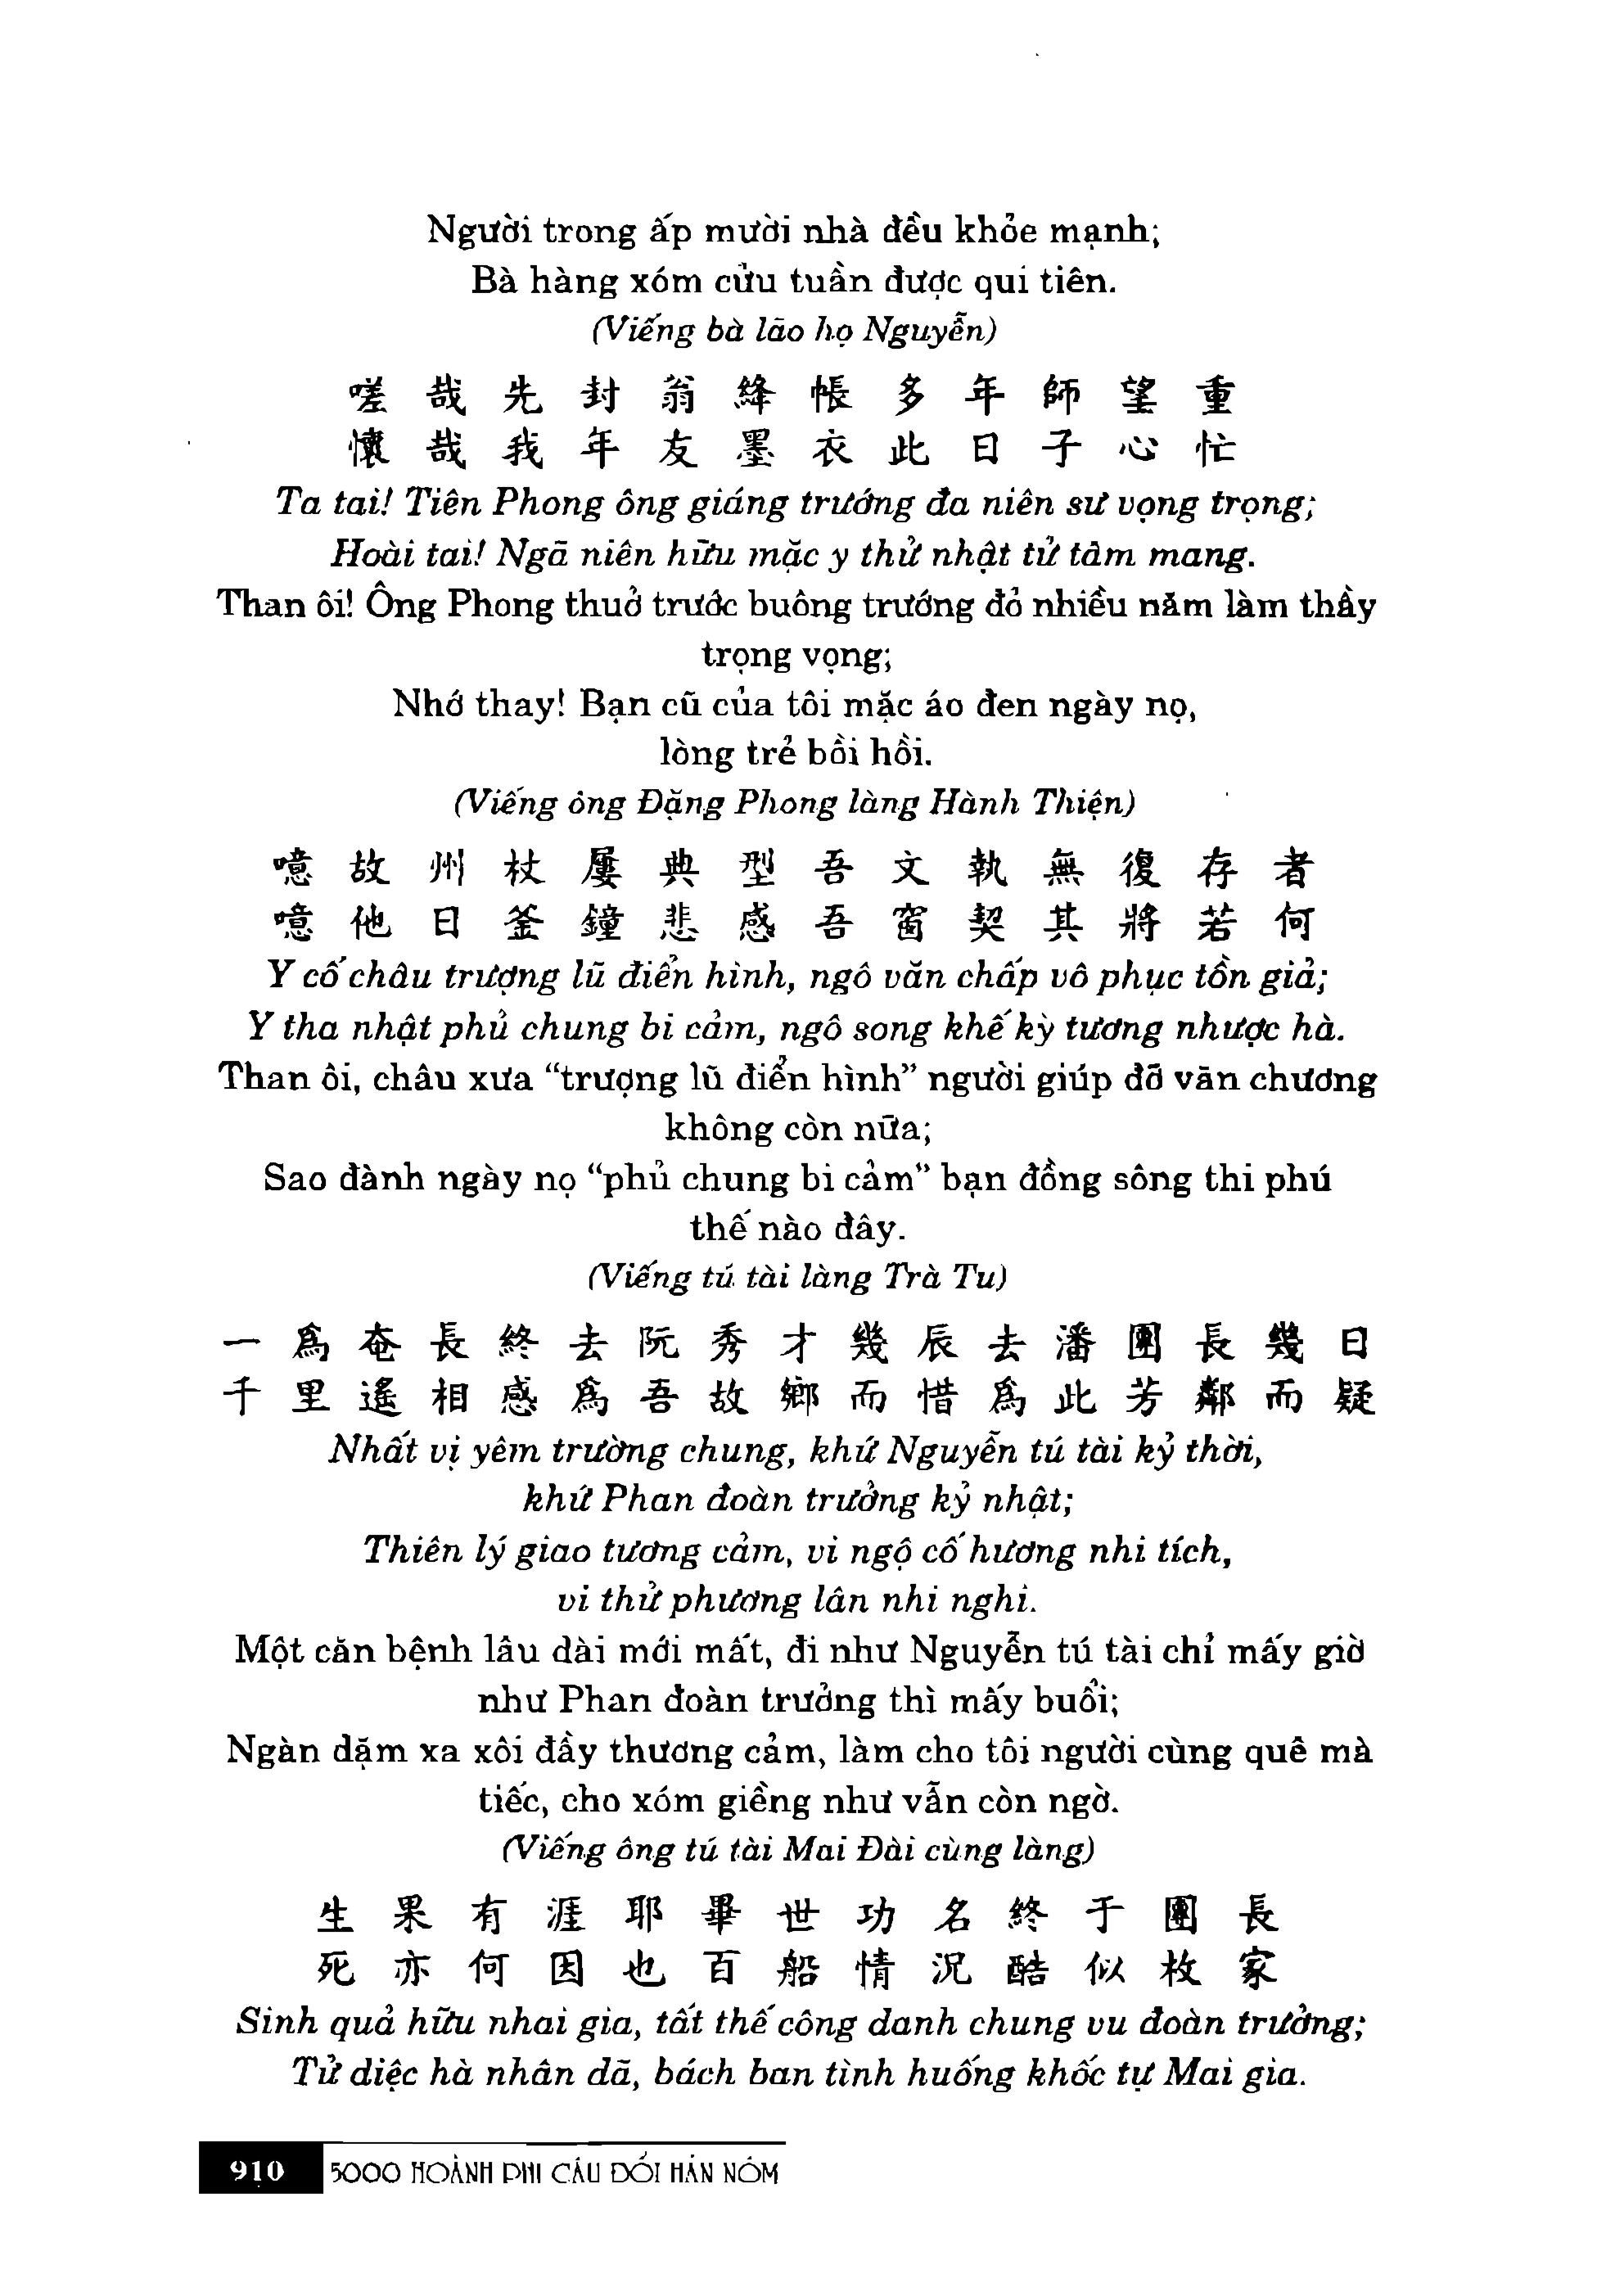 Người trong ấp mười nhà đều khỏe mạnh;
Bà hàng xóm cửu tuần được qui tiên.
(Viếng bà lão họ Nguyễn)
嗟 哉 先 封 翁 絳 帳 多 年 師 望 重
懷 哉 我 年 友 墨 衣 此 日 子 心 忙
Ta tai! Tiên Phong ông giáng trướng đa niên sư vọng trọng;
Hoài tai! Ngã niên hữu mặc y thử nhật tử tâm mang.
Than ôi! Ông Phong thuở trước buông trướng đỏ nhiều năm làm thầy
trọng vọng;
Nhớ thay! Bạn cũ của tôi mặc áo đen ngày nọ,
lòng trẻ bồi hồi.
(Viếng ông Đặng Phong làng Hành Thiện)
噫 故 州 杖 屢 典 型 吾 文 執 無 復 存 者
噫 他 日 釜 鐘 悲 感 吾 窗 契 其 將 若 何
Y cố châu trượng lũ điển hình, ngô văn chấp vô phục tồn giả;
Y tha nhật phủ chung bi cảm, ngô song khế kỳ tương nhược hà.
Than ôi, châu xưa “trượng lũ điển hình” người giúp đỡ văn chương
không còn nữa;
Sao đành ngày nọ “phủ chung bi cảm” bạn đồng sông thi phú
thế nào đây.
(Viếng tú tài làng Trà Tu)
一 爲 奄 長 終 去 阮 秀 才 幾 辰 去 潘 團 長 幾 日
千 里 遙 相 感 爲 吾 故 鄉 而 惜 爲 此 芳 鄰 而 疑
Nhất vị yêm trường chung, khứ Nguyễn tú tài kỷ thời,
khứ Phan đoàn trưởng kỷ nhật;
Thiên lý giao tương cảm, vi ngộ cố hương nhi tích,
vi thử phương lân nhi nghi.
Một căn bệnh lâu dài mới mất, đi như Nguyễn tú tài chỉ mấy giờ
như Phan đoàn trưởng thì mấy buổi;
Ngàn dặm xa xôi đầy thương cảm, làm cho tôi người cùng quê mà
tiếc, cho xóm giềng như vẫn còn ngờ.
(Viếng ông tú tài Mai Đài cùng làng)
生 果 有 涯 耶 畢 世 功 名 終 于 團 長
死 亦 何 因 也 百 船 情 況 酷 似 枚 家
Sinh quả hữu nhai gia, tất thế công danh chung vu đoàn trưởng;
Tử diệc hà nhân dã, bách ban tình huống khốc tự Mai gia.
910 5000 HOÀNH PHI CÂU ĐỐI HÁN NÔM